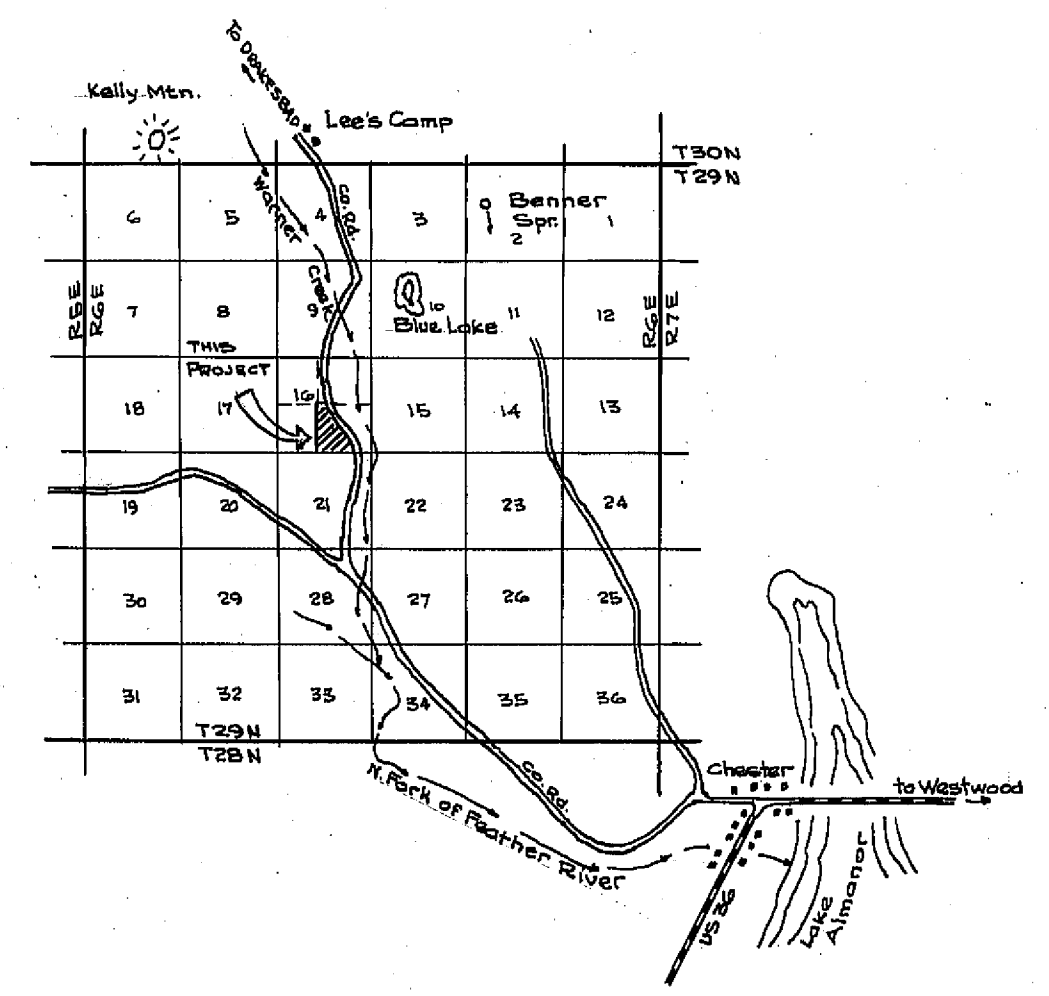 TO DRAKESBAD
Kelly Mtn.
Lee's Camp
T30N
T29N
Warner
Creek
Co. Rd.
6
5
4
3
Benner
Spr.
2
1
R5E
R6E
7
8
9
10
Blue Lake
11
12
R6E
R7E
THIS
PROJECT
18
17
16
15
14
13
19
20
21
22
23
24
30
29
28
27
26
25
31
32
33
34
35
36
T29N
T28N
N. Fork of Feather River
Co. Rd.
Chester
to Westwood
US 36
Lake
Almanor